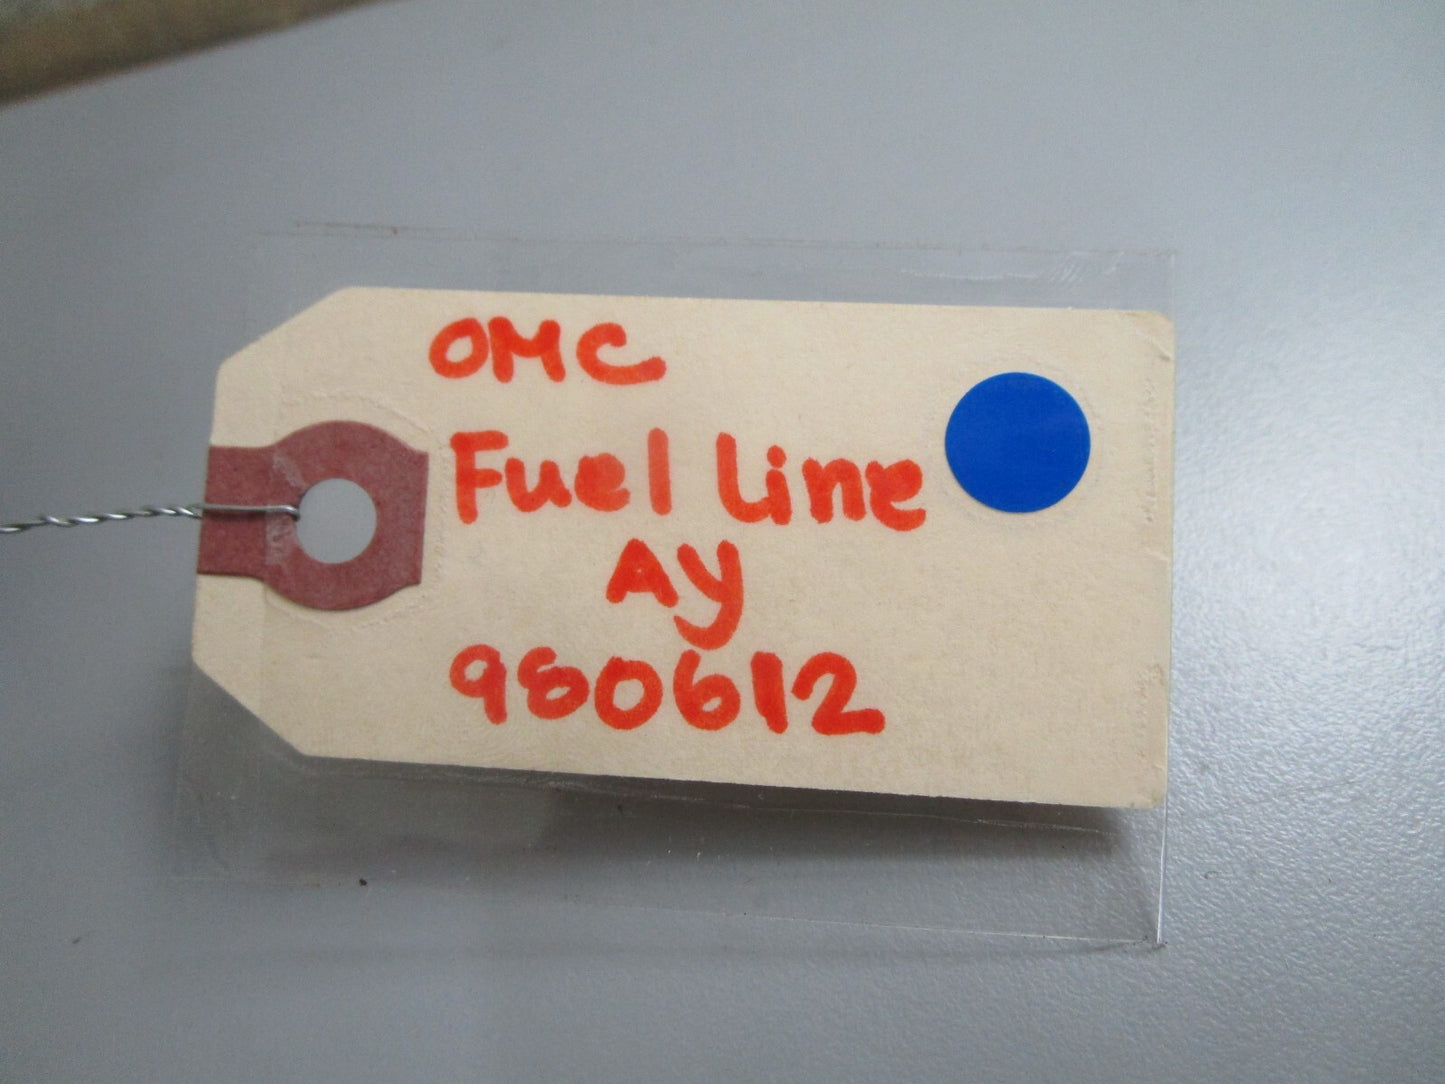 OMC
Fuel Line
AY
980612